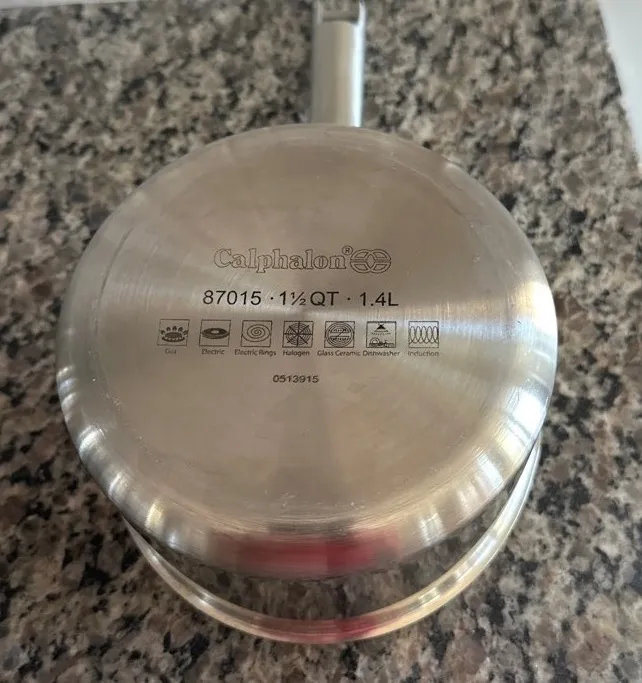 Calphalon®
87015 · 1½ QT · 1.4L
Gas Electric Electric Rings Halogen Glass Ceramic Dishwasher Induction
0513915